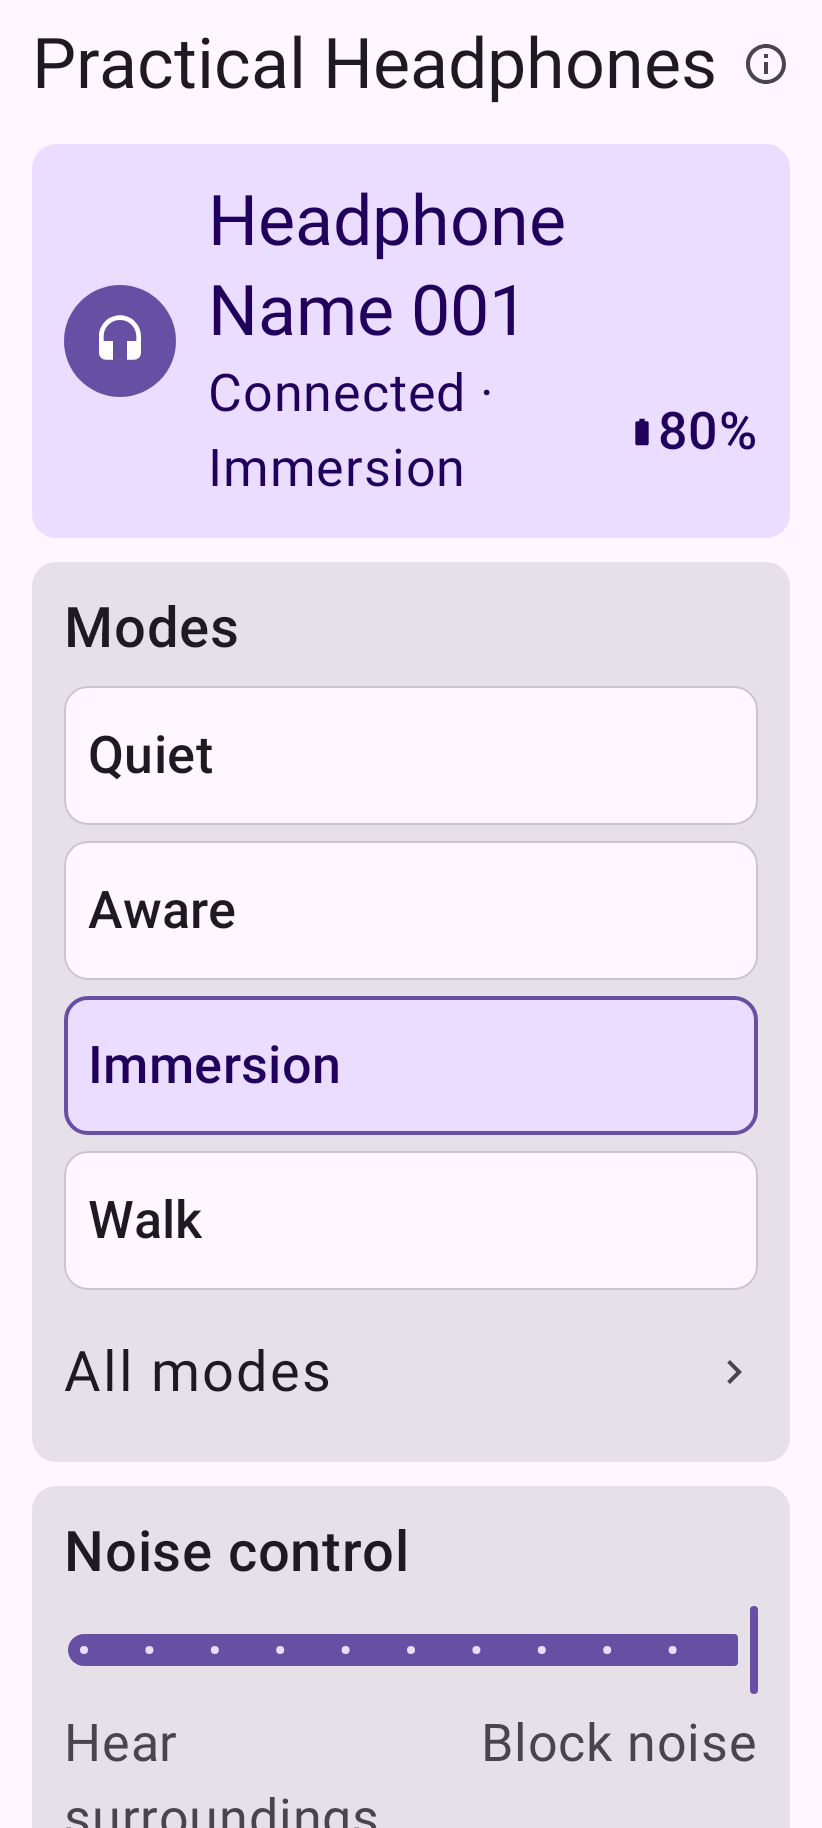 Practical Headphones
Headphone
Name 001
Connected ·
Immersion
80%
Modes
Quiet
Aware
Immersion
Walk
All modes
Noise control
Hear
surroundings
Block noise